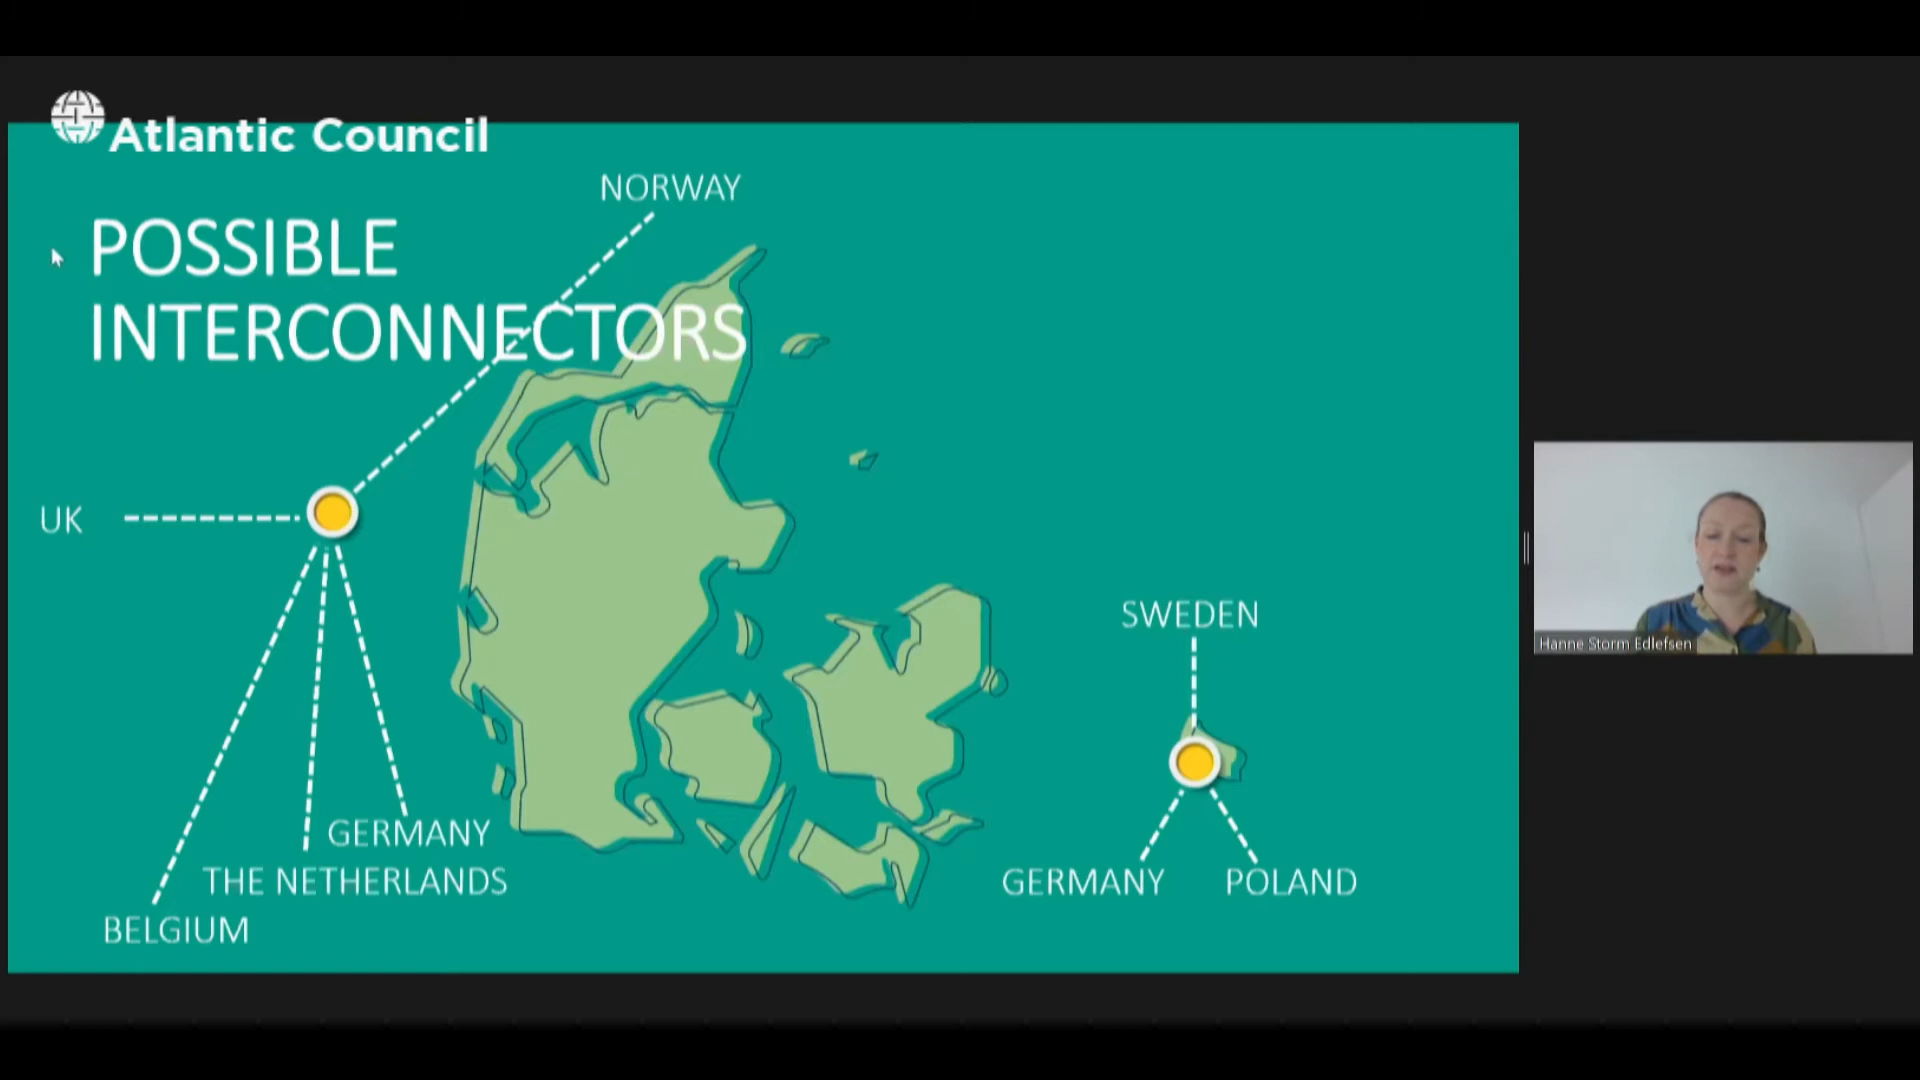 Atlantic Council
NORWAY
POSSIBLE
INTERCONNECTORS
UK
SWEDEN
Hanne Storm Edlefsen
GERMANY
THE NETHERLANDS
BELGIUM
GERMANY
POLAND